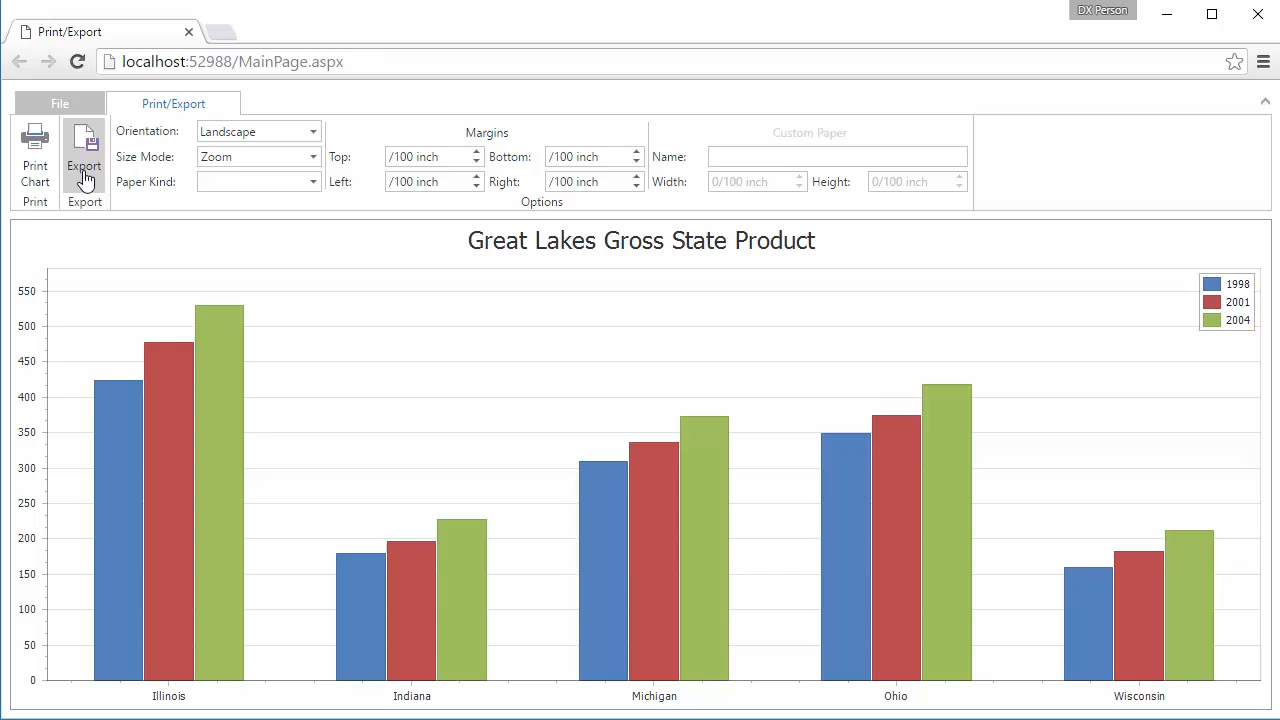 DX Person
Print/Export
localhost:52988/MainPage.aspx
File
Print/Export
Print Chart
Print
Export
Export
Orientation: Landscape
Size Mode: Zoom
Paper Kind:
Margins
Top: /100 inch Bottom: /100 inch
Left: /100 inch Right: /100 inch
Custom Paper
Name:
Width: 0/100 inch Height: 0/100 inch
Options
Great Lakes Gross State Product
1998
2001
2004
550
500
450
400
350
300
250
200
150
100
50
0
Illinois Indiana Michigan Ohio Wisconsin